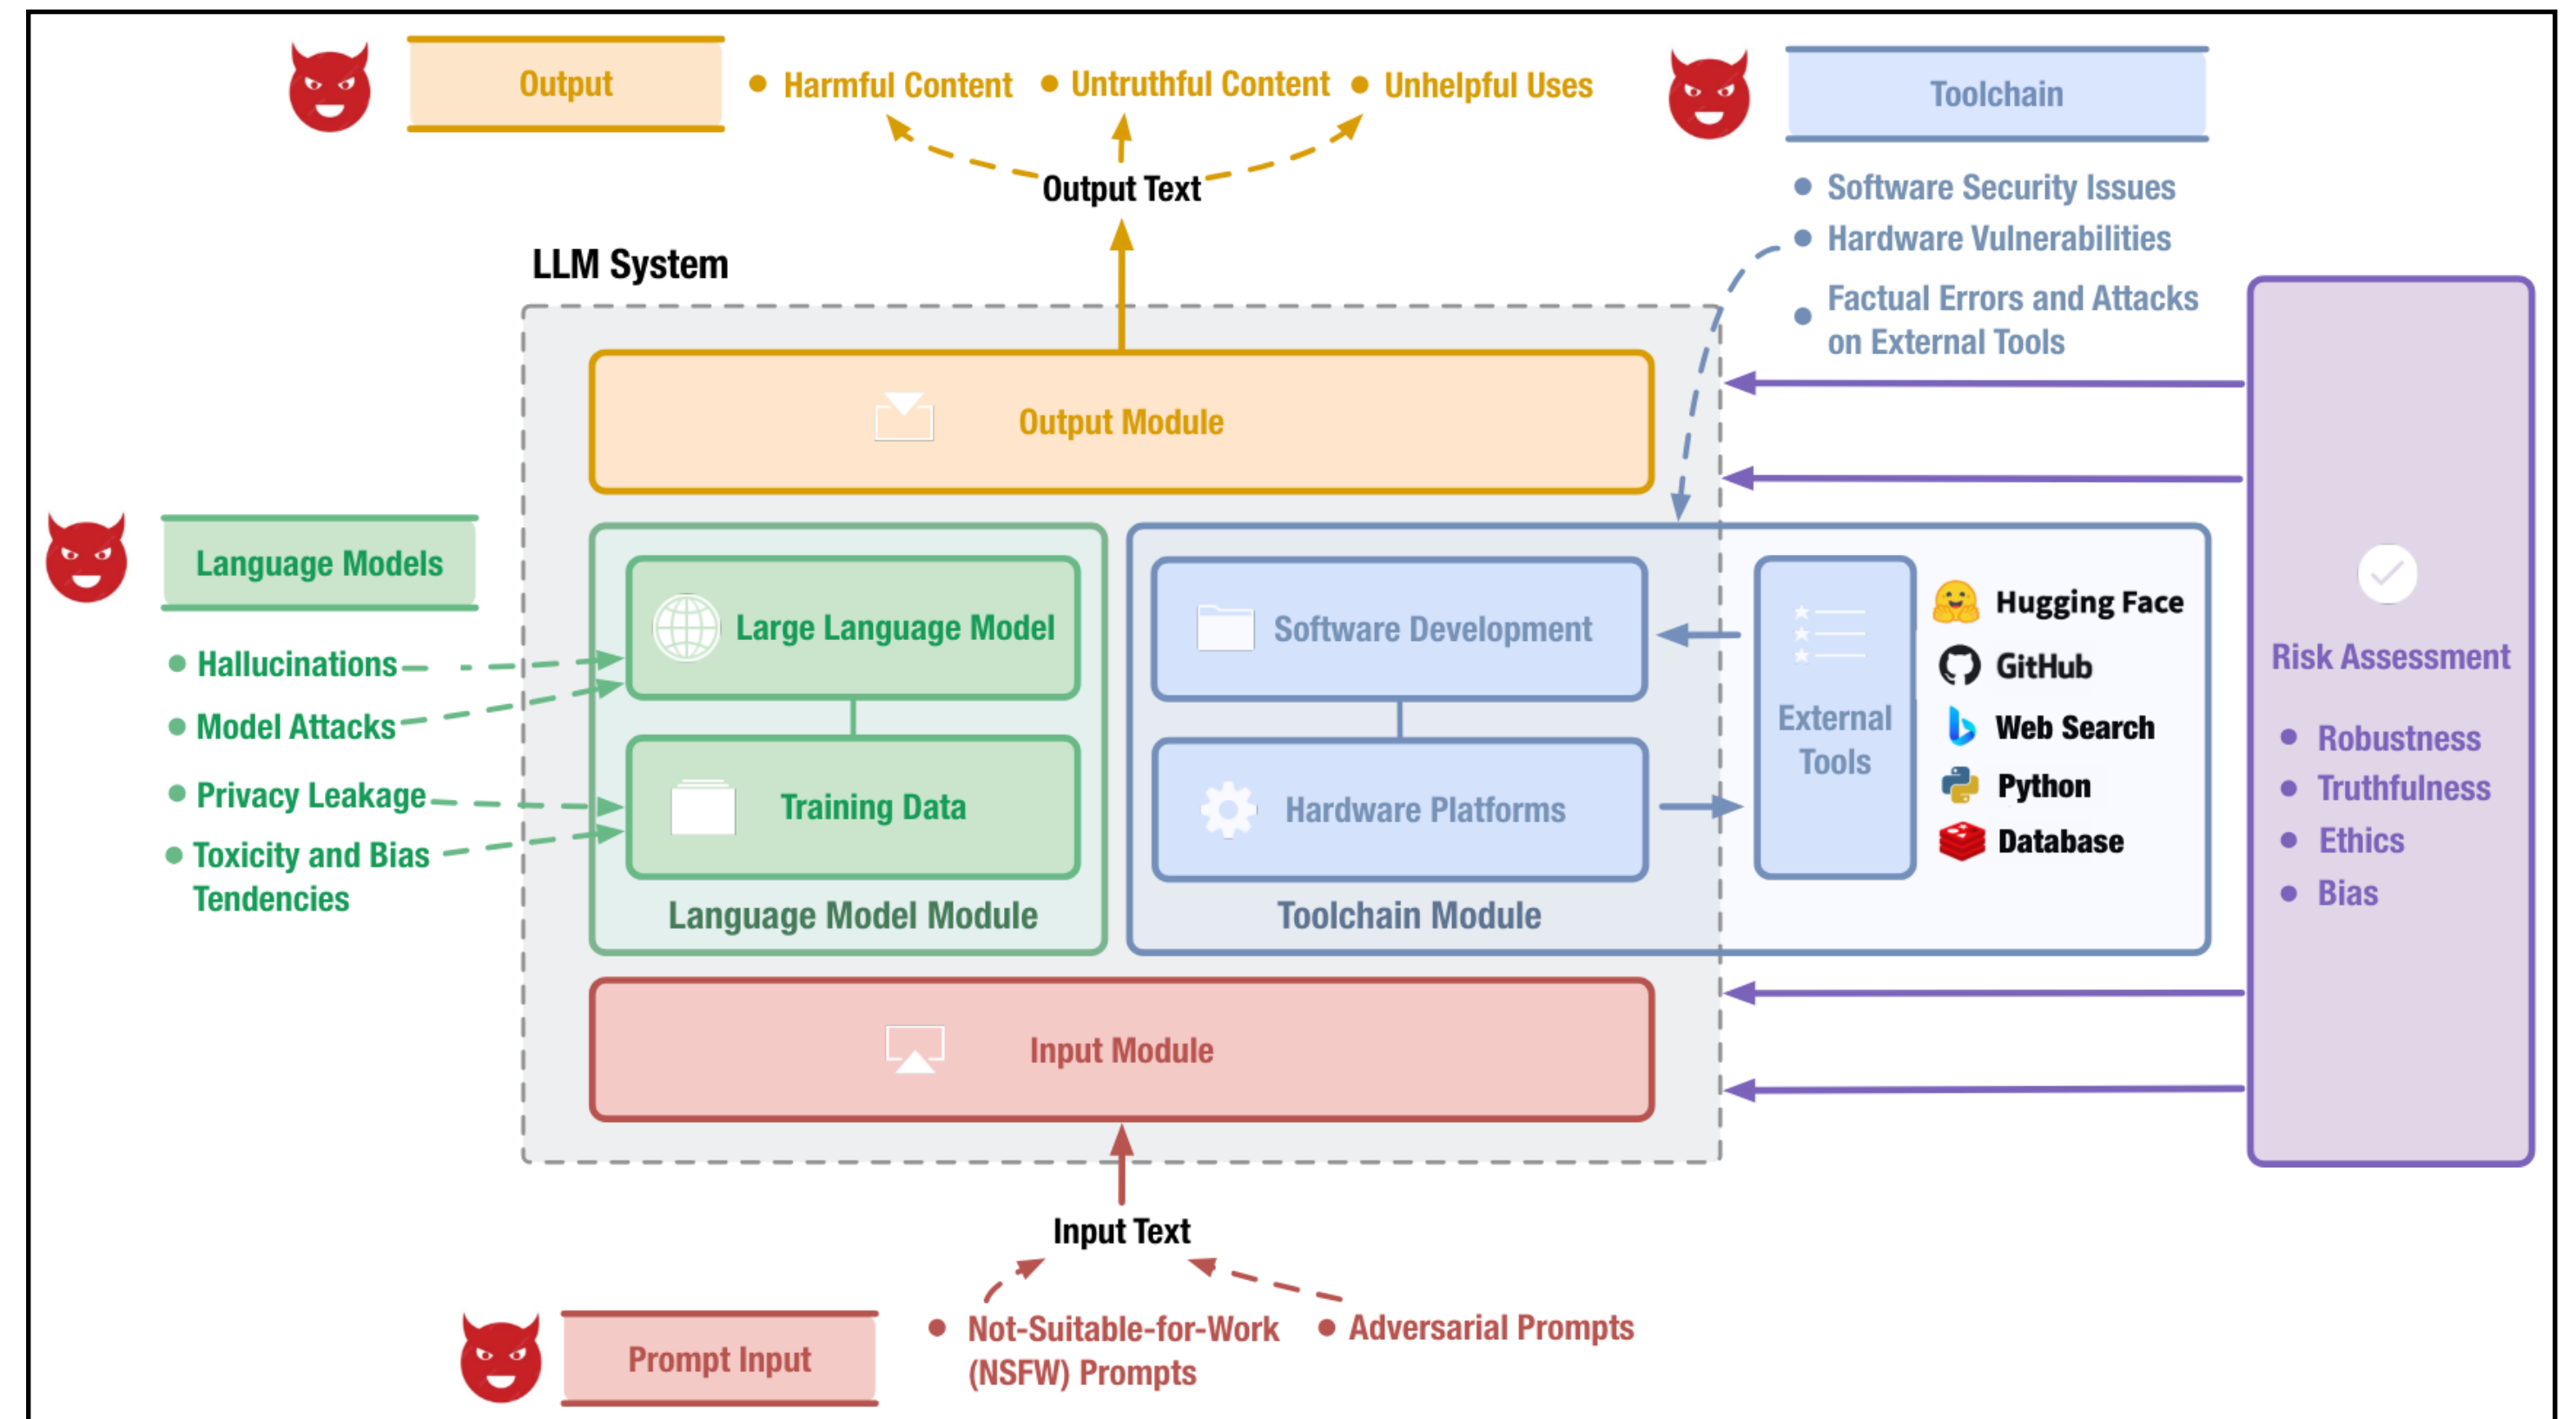 Output
Harmful Content
Untruthful Content
Unhelpful Uses
Toolchain
Software Security Issues
Hardware Vulnerabilities
Factual Errors and Attacks
on External Tools
Output Text
LLM System
Output Module
Language Models
Hallucinations
Model Attacks
Privacy Leakage
Toxicity and Bias
Tendencies
Large Language Model
Training Data
Language Model Module
Software Development
Hardware Platforms
Toolchain Module
External
Tools
Hugging Face
GitHub
Web Search
Python
Database
Risk Assessment
Robustness
Truthfulness
Ethics
Bias
Input Module
Input Text
Prompt Input
Not-Suitable-for-Work
(NSFW) Prompts
Adversarial Prompts